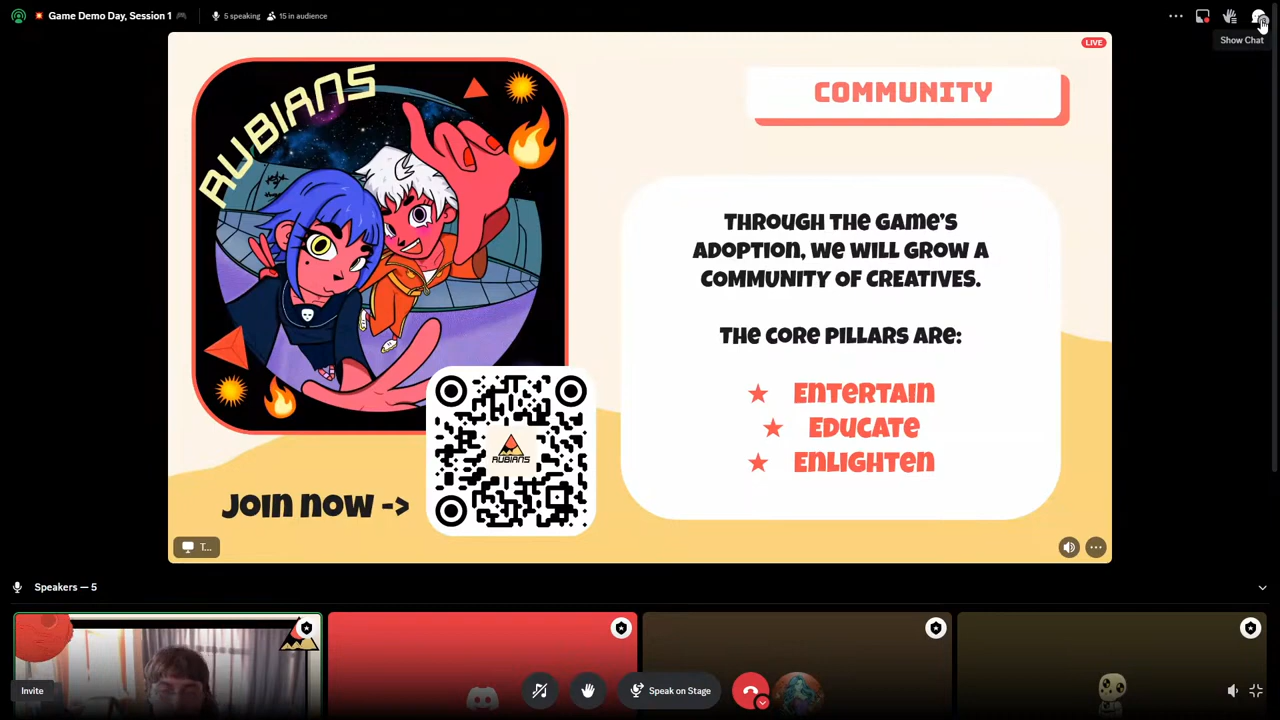 Game Demo Day, Session 1
5 speaking
15 in audience
Show Chat
LIVE
RUBIANS
COMMUNITY
THROUGH THE GAME'S
ADOPTION, WE WILL GROW A
COMMUNITY OF CREATIVES.
THE CORE PILLARS ARE:
★ ENTERTAIN
★ EDUCATE
★ ENLIGHTEN
RUBIANS
JOIN NOW ->
T...
Speakers — 5
Invite
Speak on Stage